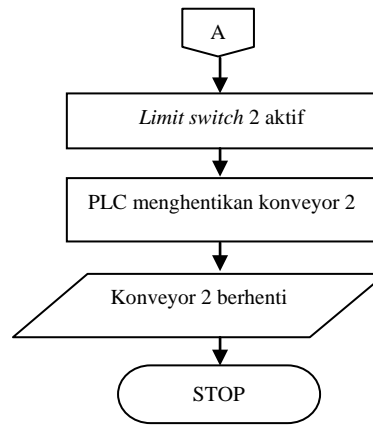 A
Limit switch 2 aktif
PLC menghentikan konveyor 2
Konveyor 2 berhenti
STOP